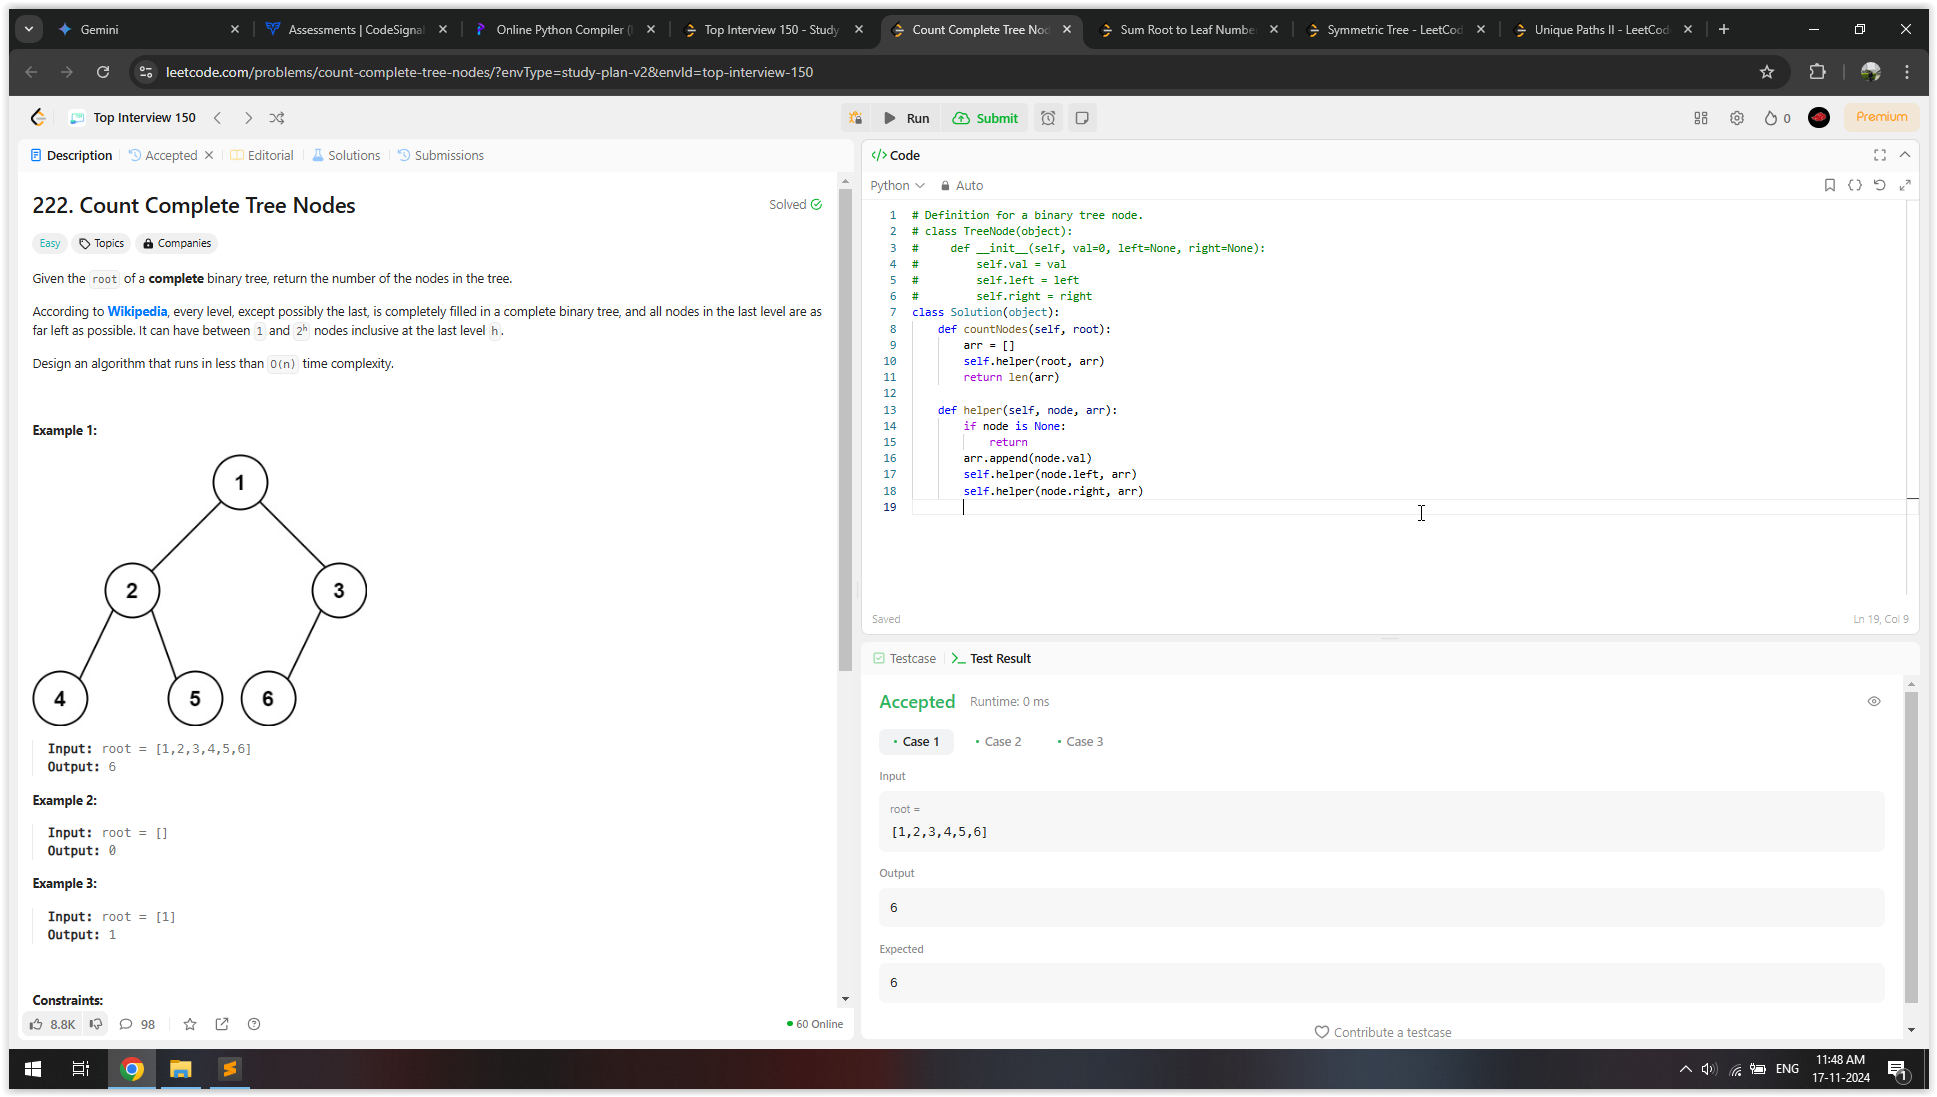 Gemini
Assessments | CodeSignal
Online Python Compiler (
Top Interview 150 - Study
Count Complete Tree Nod
Sum Root to Leaf Number
Symmetric Tree - LeetCod
Unique Paths II - LeetCod
leetcode.com/problems/count-complete-tree-nodes/?envType=study-plan-v2&envId=top-interview-150
Top Interview 150
Run
Submit
0
Premium
Description
Accepted
Editorial
Solutions
Submissions
222. Count Complete Tree Nodes
Solved
Easy
Topics
Companies
Given the root of a complete binary tree, return the number of the nodes in the tree.
According to Wikipedia, every level, except possibly the last, is completely filled in a complete binary tree, and all nodes in the last level are as
far left as possible. It can have between 1 and 2ʰ nodes inclusive at the last level h.
Design an algorithm that runs in less than O(n) time complexity.
Example 1:
1
2 3
4 5 6
Input: root = [1,2,3,4,5,6]
Output: 6
Example 2:
Input: root = []
Output: 0
Example 3:
Input: root = [1]
Output: 1
Constraints:
8.8K
98
60 Online
</> Code
Python
Auto
1 # Definition for a binary tree node.
2 # class TreeNode(object):
3 #     def __init__(self, val=0, left=None, right=None):
4 #         self.val = val
5 #         self.left = left
6 #         self.right = right
7 class Solution(object):
8     def countNodes(self, root):
9         arr = []
10         self.helper(root, arr)
11         return len(arr)
12
13     def helper(self, node, arr):
14         if node is None:
15             return
16         arr.append(node.val)
17         self.helper(node.left, arr)
18         self.helper(node.right, arr)
19
Saved
Ln 19, Col 9
Testcase
Test Result
Accepted
Runtime: 0 ms
Case 1
Case 2
Case 3
Input
root =
[1,2,3,4,5,6]
Output
6
Expected
6
Contribute a testcase
ENG
11:48 AM
17-11-2024
1